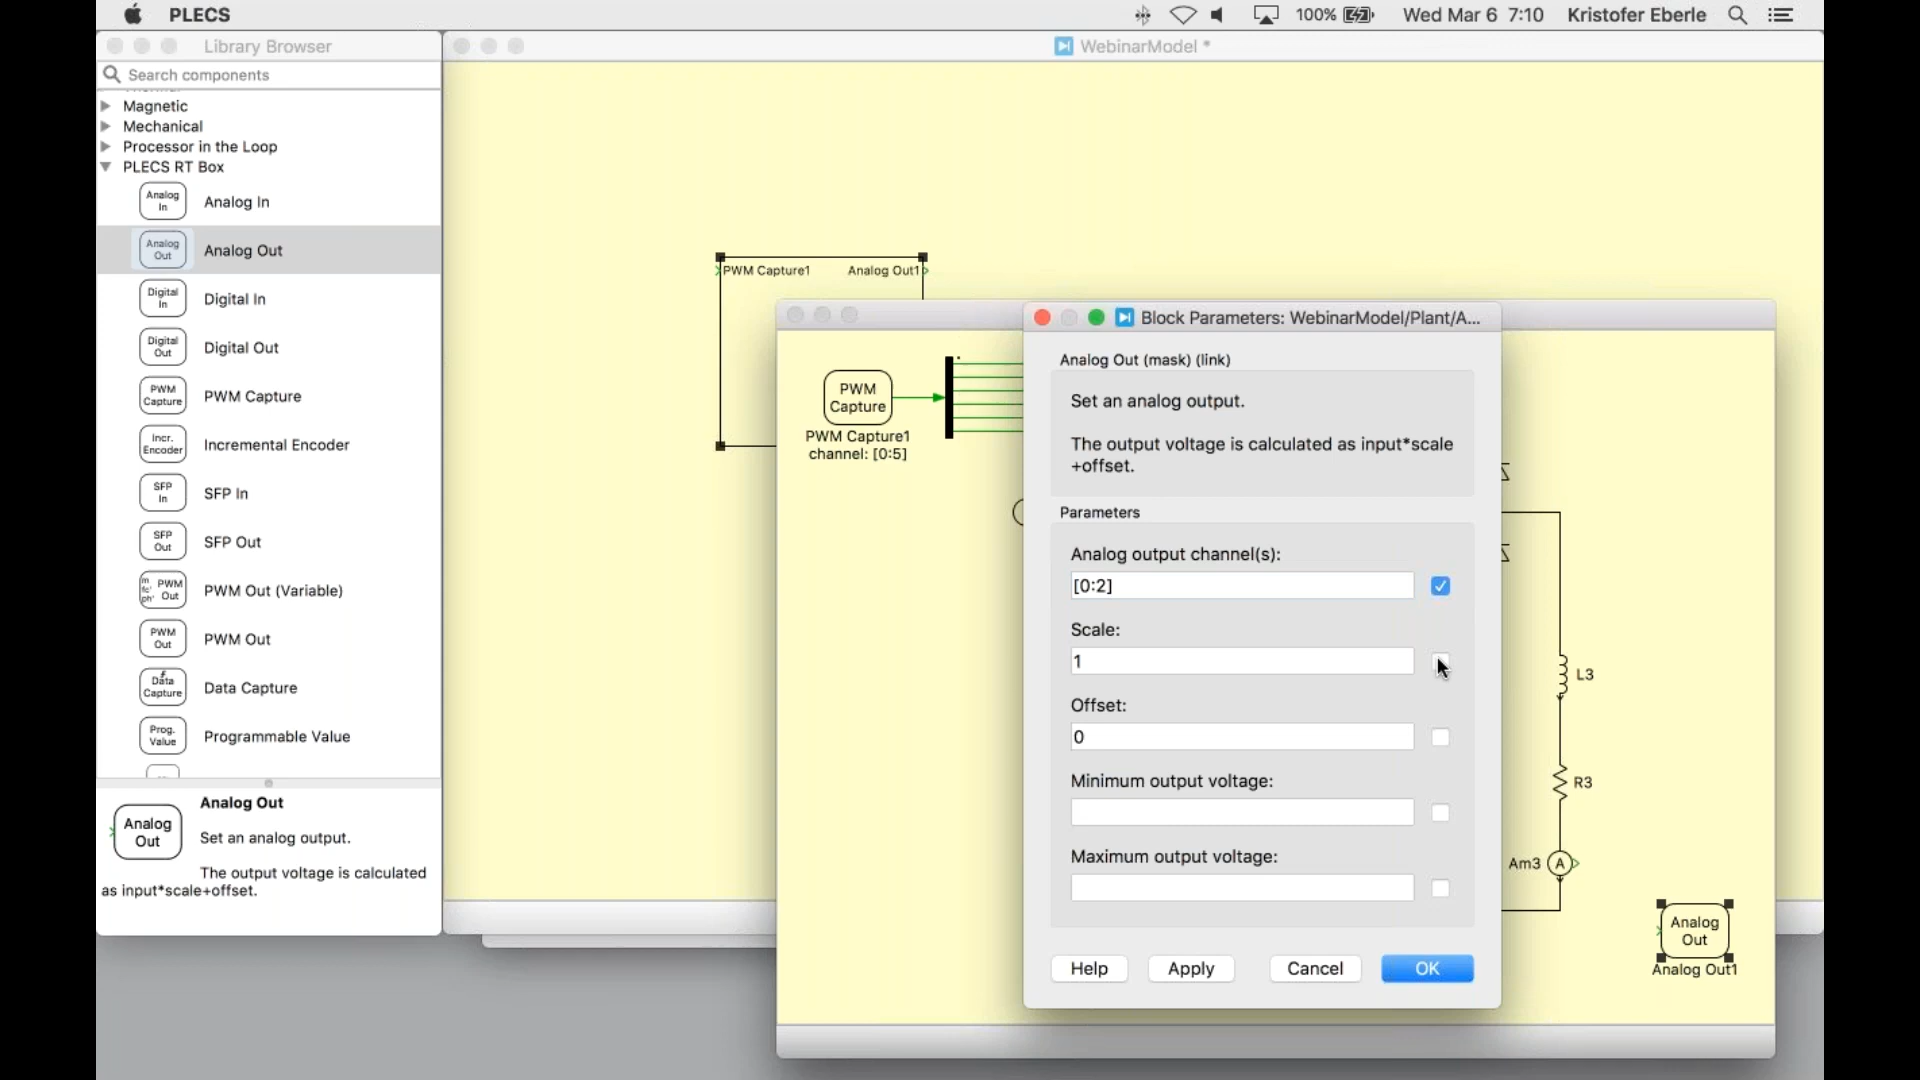 PLECS
100%
Wed Mar 6 7:10
Kristofer Eberle
Library Browser
WebinarModel *
Search components
Magnetic
Mechanical
Processor in the Loop
PLECS RT Box
Analog
In
Analog In
Analog
Out
Analog Out
Digital
In
Digital In
Digital
Out
Digital Out
PWM
Capture
PWM Capture
Incr.
Encoder
Incremental Encoder
SFP
In
SFP In
SFP
Out
SFP Out
m
fc'
ph'
PWM
Out
PWM Out (Variable)
PWM
Out
PWM Out
Data
Capture
Data Capture
Prog.
Value
Programmable Value
Analog
Out
Analog Out
Set an analog output.
The output voltage is calculated
as input*scale+offset.
PWM Capture1
Analog Out1
PWM
Capture
PWM Capture1
channel: [0:5]
Block Parameters: WebinarModel/Plant/A...
Analog Out (mask) (link)
Set an analog output.
The output voltage is calculated as input*scale
+offset.
Parameters
Analog output channel(s):
[0:2]
Scale:
1
Offset:
0
Minimum output voltage:
Maximum output voltage:
Help
Apply
Cancel
OK
L3
R3
Am3
A
Analog
Out
Analog Out1